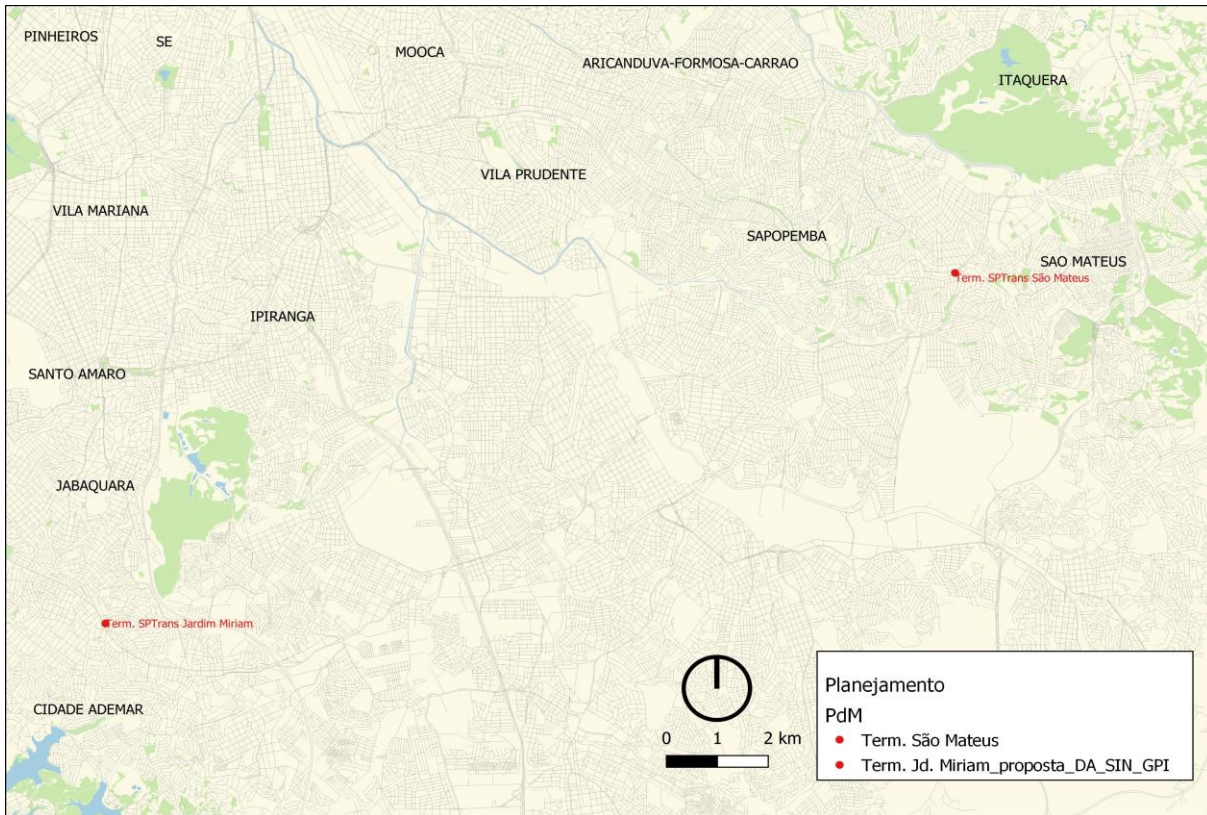 PINHEIROS
SE
MOOCA
ARICANDUVA-FORMOSA-CARRAO
ITAQUERA
VILA PRUDENTE
VILA MARIANA
SAPOPEMBA
SAO MATEUS
Term. SPTrans São Mateus
IPIRANGA
SANTO AMARO
JABAQUARA
Term. SPTrans Jardim Miriam
CIDADE ADEMAR
0 1 2 km
Planejamento
PdM
Term. São Mateus
Term. Jd. Miriam_proposta_DA_SIN_GPI